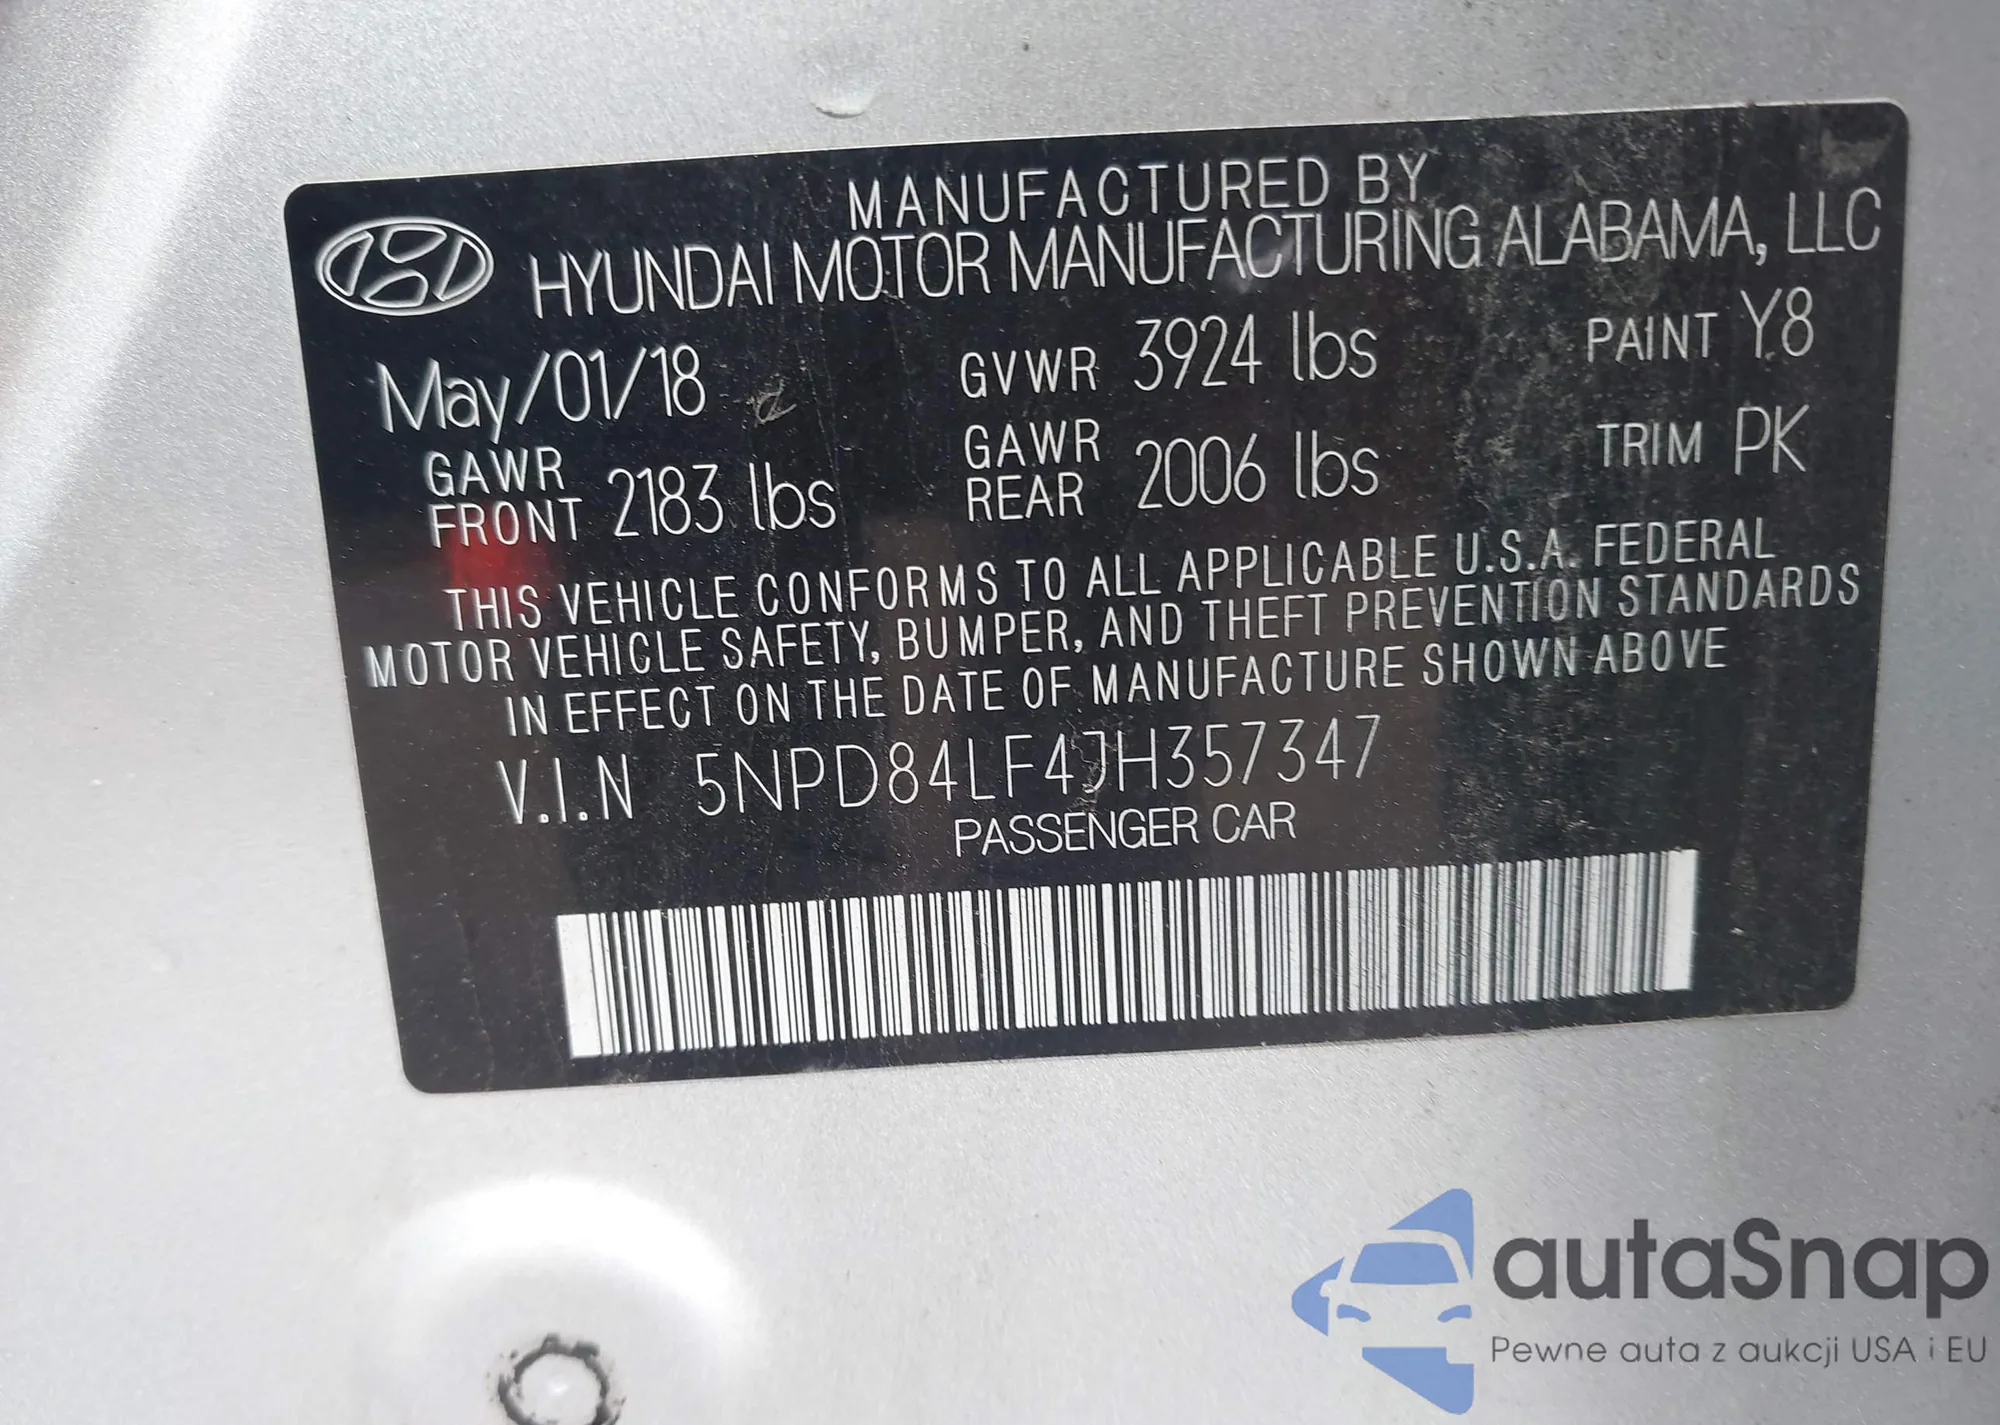 MANUFACTURED BY
HYUNDAI MOTOR MANUFACTURING ALABAMA, LLC
May/01/18 GVWR 3924 lbs PAINT Y8
GAWR FRONT 2183 lbs GAWR REAR 2006 lbs TRIM PK
THIS VEHICLE CONFORMS TO ALL APPLICABLE U.S.A. FEDERAL
MOTOR VEHICLE SAFETY, BUMPER, AND THEFT PREVENTION STANDARDS
IN EFFECT ON THE DATE OF MANUFACTURE SHOWN ABOVE
V.I.N 5NPD84LF4JH357347
PASSENGER CAR
autaSnap
Pewne auta z aukcji USA i EU